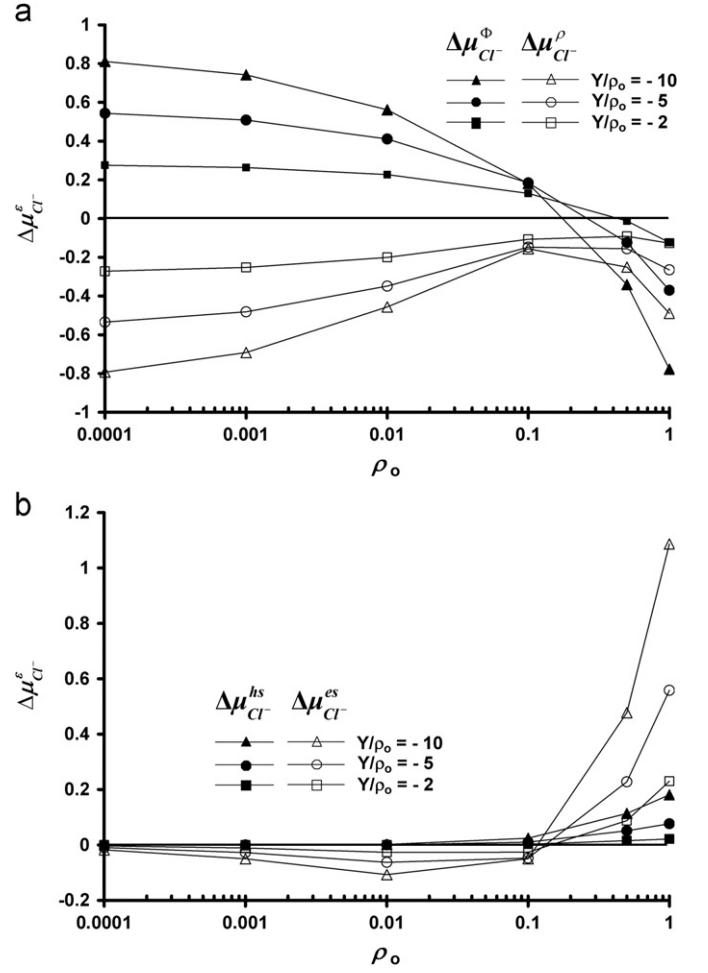 a
Δμ^Φ_Cl⁻ Δμ^ρ_Cl⁻
Y/ρₒ = - 10
Y/ρₒ = - 5
Y/ρₒ = - 2
1
0.8
0.6
0.4
0.2
0
-0.2
-0.4
-0.6
-0.8
-1
Δμ^ε_Cl⁻
0.0001 0.001 0.01 0.1 1
ρₒ
b
1.2
1
0.8
0.6
0.4
0.2
0
-0.2
Δμ^ε_Cl⁻
Δμ^hs_Cl⁻ Δμ^es_Cl⁻
Y/ρₒ = - 10
Y/ρₒ = - 5
Y/ρₒ = - 2
0.0001 0.001 0.01 0.1 1
ρₒ